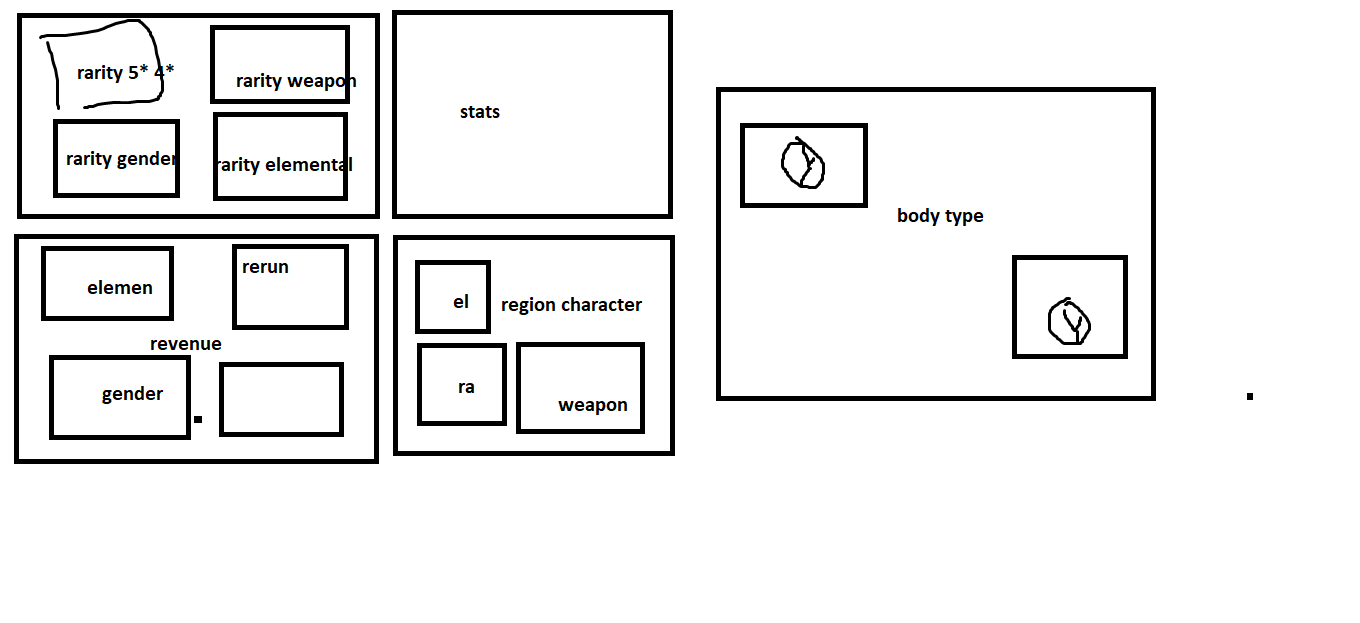 rarity 5* 4*
rarity weapon
rarity gender
rarity elemental
stats
elemen
rerun
revenue
gender
el
region character
ra
weapon
body type